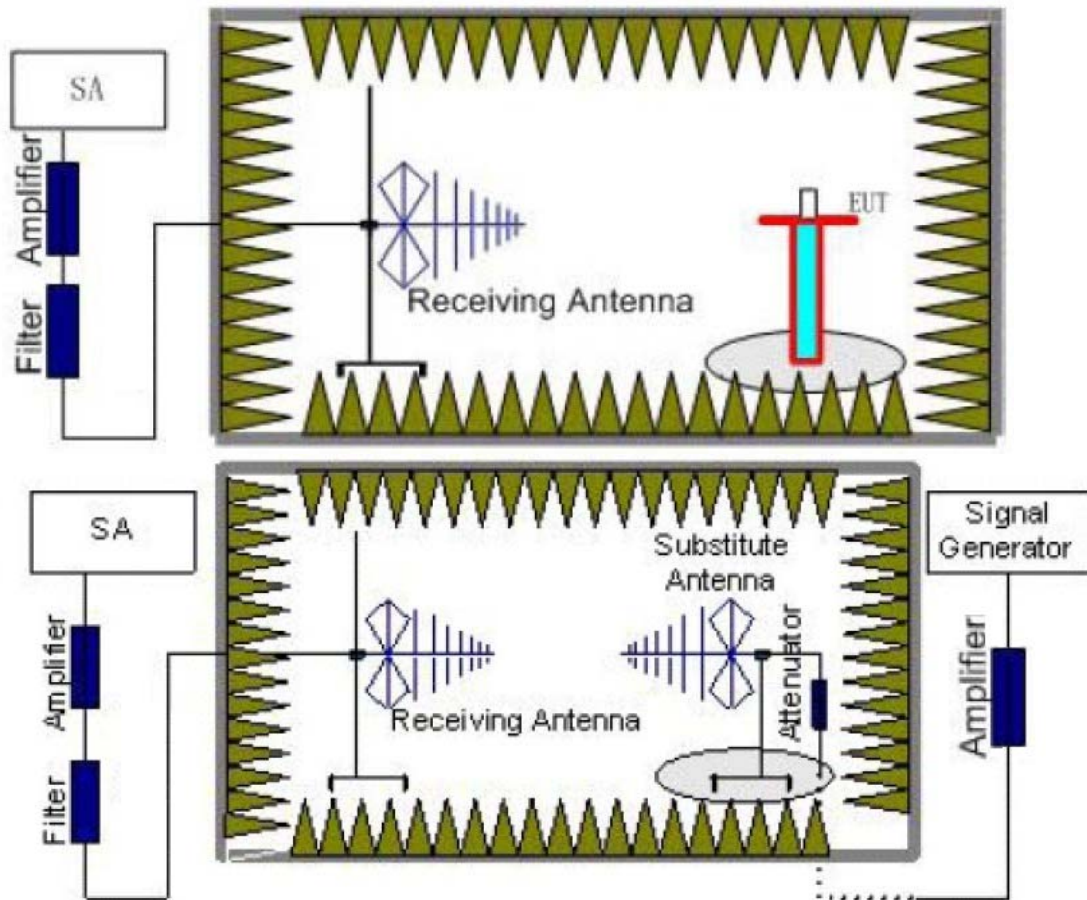 SA
Amplifier
Filter
Receiving Antenna
EUT
SA
Amplifier
Filter
Receiving Antenna
Substitute
Antenna
Attenuator
Signal
Generator
Amplifier